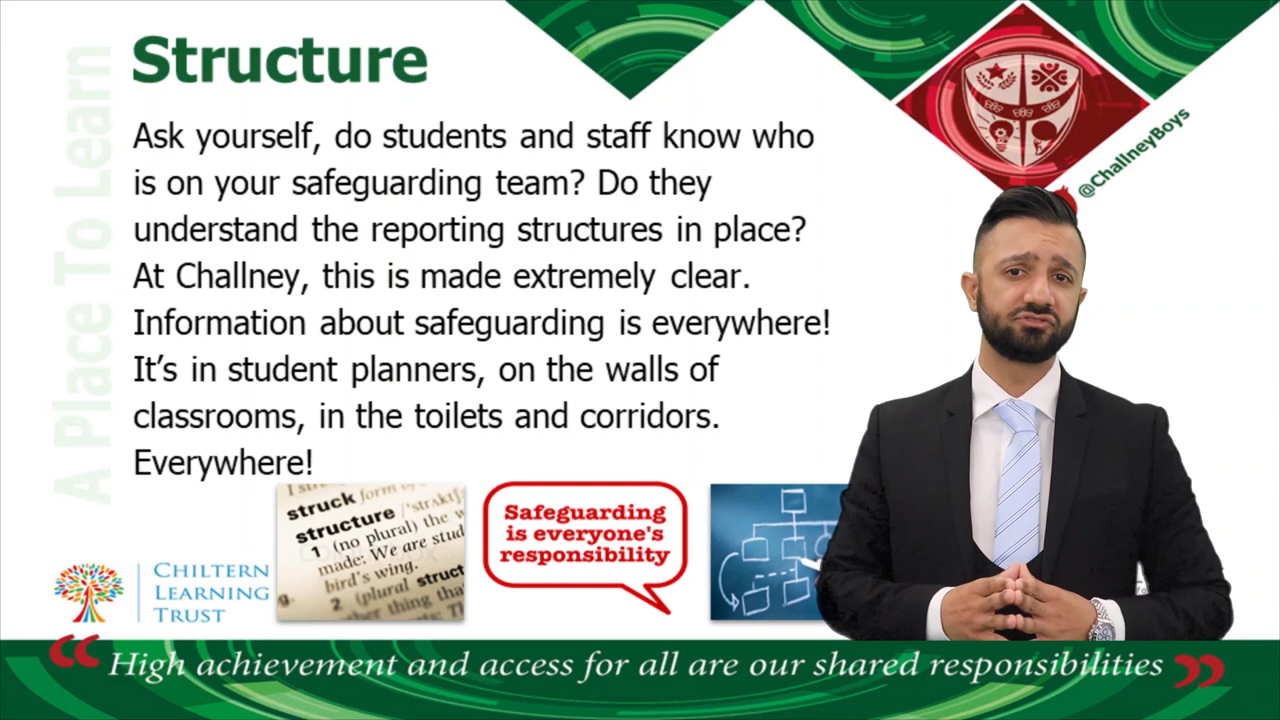 Structure
A Place To Learn
@ChallneyBoys
Ask yourself, do students and staff know who
is on your safeguarding team? Do they
understand the reporting structures in place?
At Challney, this is made extremely clear.
Information about safeguarding is everywhere!
It’s in student planners, on the walls of
classrooms, in the toilets and corridors.
Everywhere!
struck form of
structure
1 (no plural) the
made: We are stud
bird's wing.
2 (plural struct
Safeguarding
is everyone's
responsibility
CHILTERN
LEARNING
TRUST
“High achievement and access for all are our shared responsibilities”